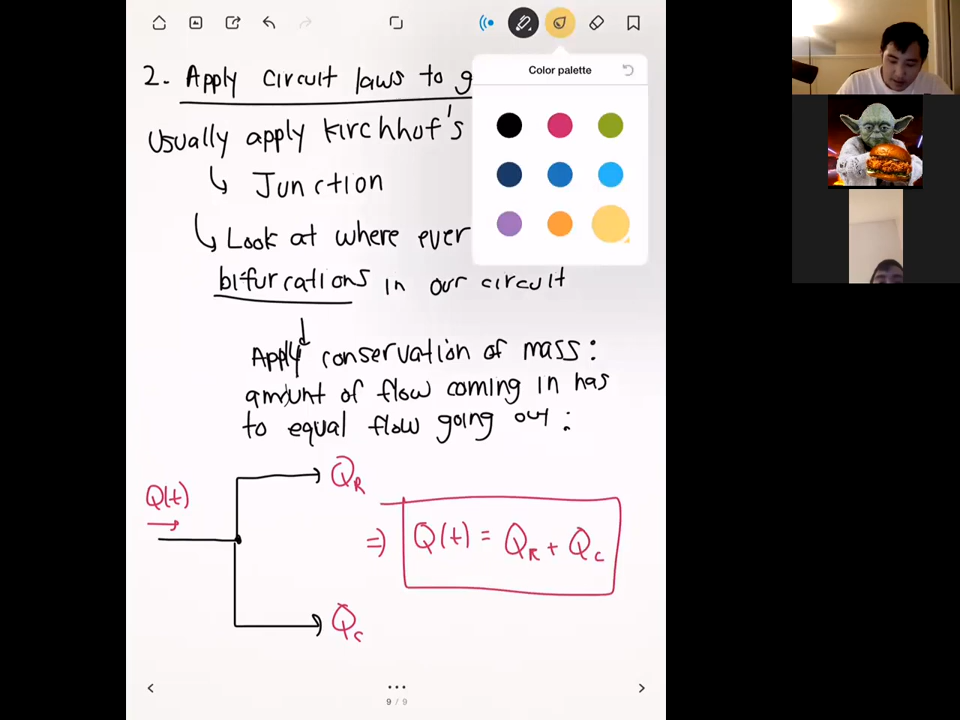 2. Apply circuit laws to g
Color palette
Usually apply Kirchhof's
↳ Junction
↳ Look at where ever
bifurcations in our circuit
Apply conservation of mass:
amount of flow coming in has
to equal flow going out:
Q(t)
Q_R
⇒ Q(t) = Q_R + Q_C
Q_C
9 / 9